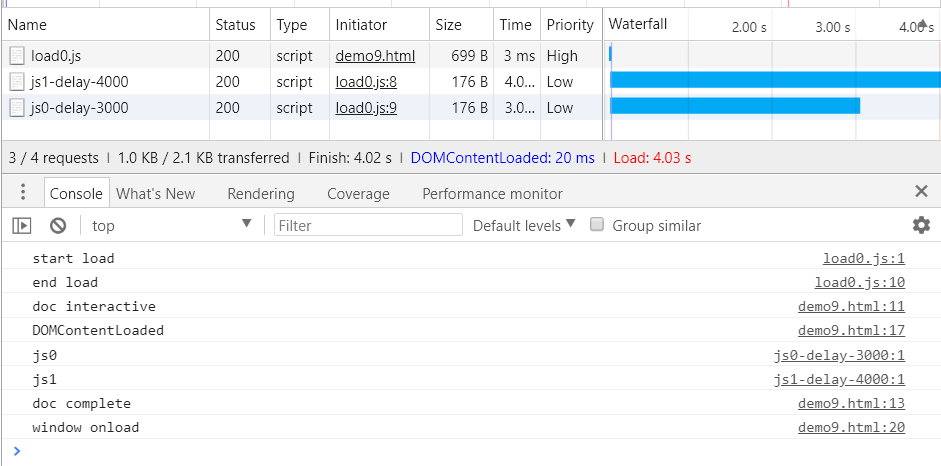 Name Status Type Initiator Size Time Priority Waterfall 2.00 s 3.00 s 4.00 s
load0.js 200 script demo9.html 699 B 3 ms High
js1-delay-4000 200 script load0.js:8 176 B 4.0... Low
js0-delay-3000 200 script load0.js:9 176 B 3.0... Low
3 / 4 requests | 1.0 KB / 2.1 KB transferred | Finish: 4.02 s | DOMContentLoaded: 20 ms | Load: 4.03 s
Console What's New Rendering Coverage Performance monitor
top Filter Default levels Group similar
start load load0.js:1
end load load0.js:10
doc interactive demo9.html:11
DOMContentLoaded demo9.html:17
js0 js0-delay-3000:1
js1 js1-delay-4000:1
doc complete demo9.html:13
window onload demo9.html:20